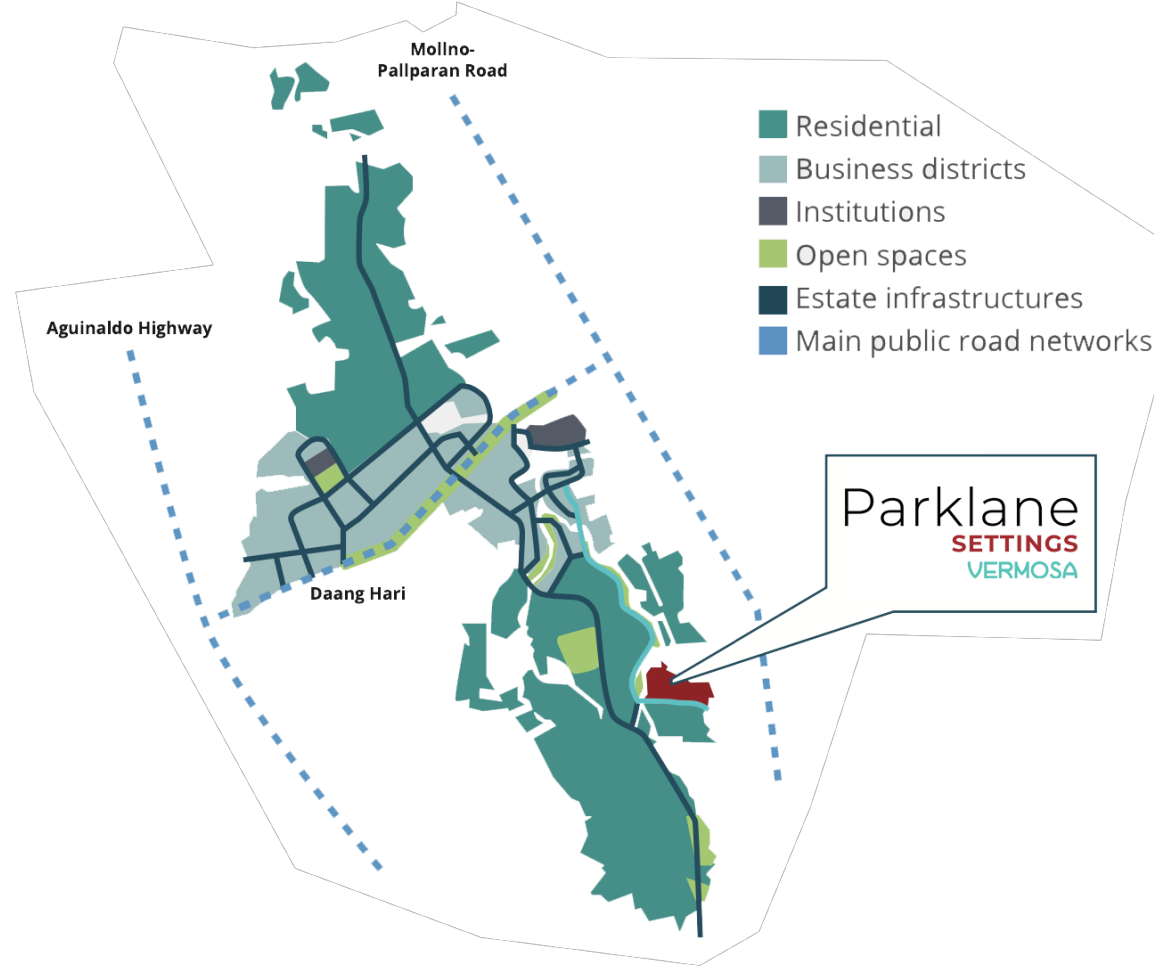 Mollno-
Pallparan Road
Residential
Business districts
Institutions
Open spaces
Estate infrastructures
Main public road networks
Aguinaldo Highway
Parklane
SETTINGS
VERMOSA
Daang Hari